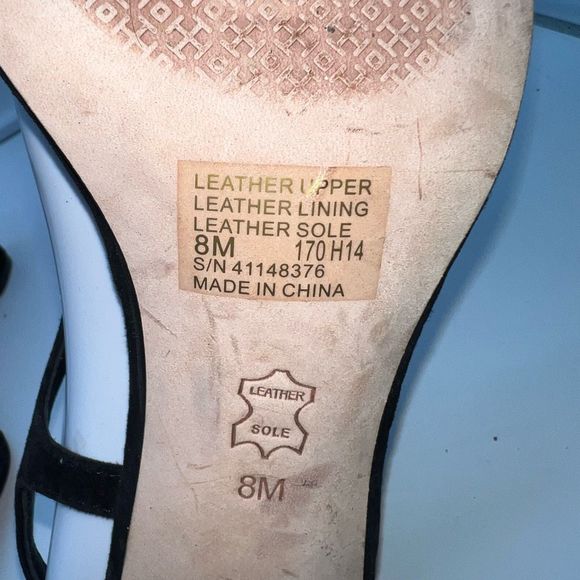 LEATHER UPPER
LEATHER LINING
LEATHER SOLE
8M 170 H14
S/N 41148376
MADE IN CHINA
LEATHER
SOLE
8M